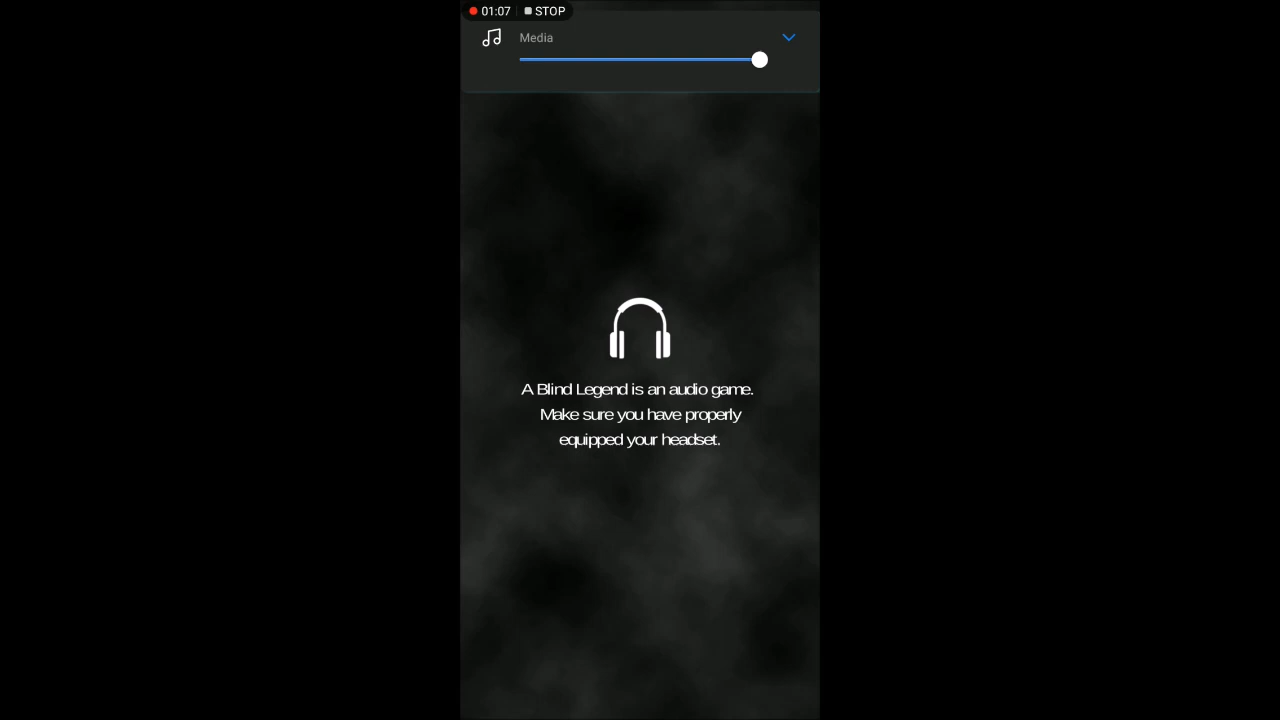 01:07 STOP
Media
A Blind Legend is an audio game.
Make sure you have properly
equipped your headset.